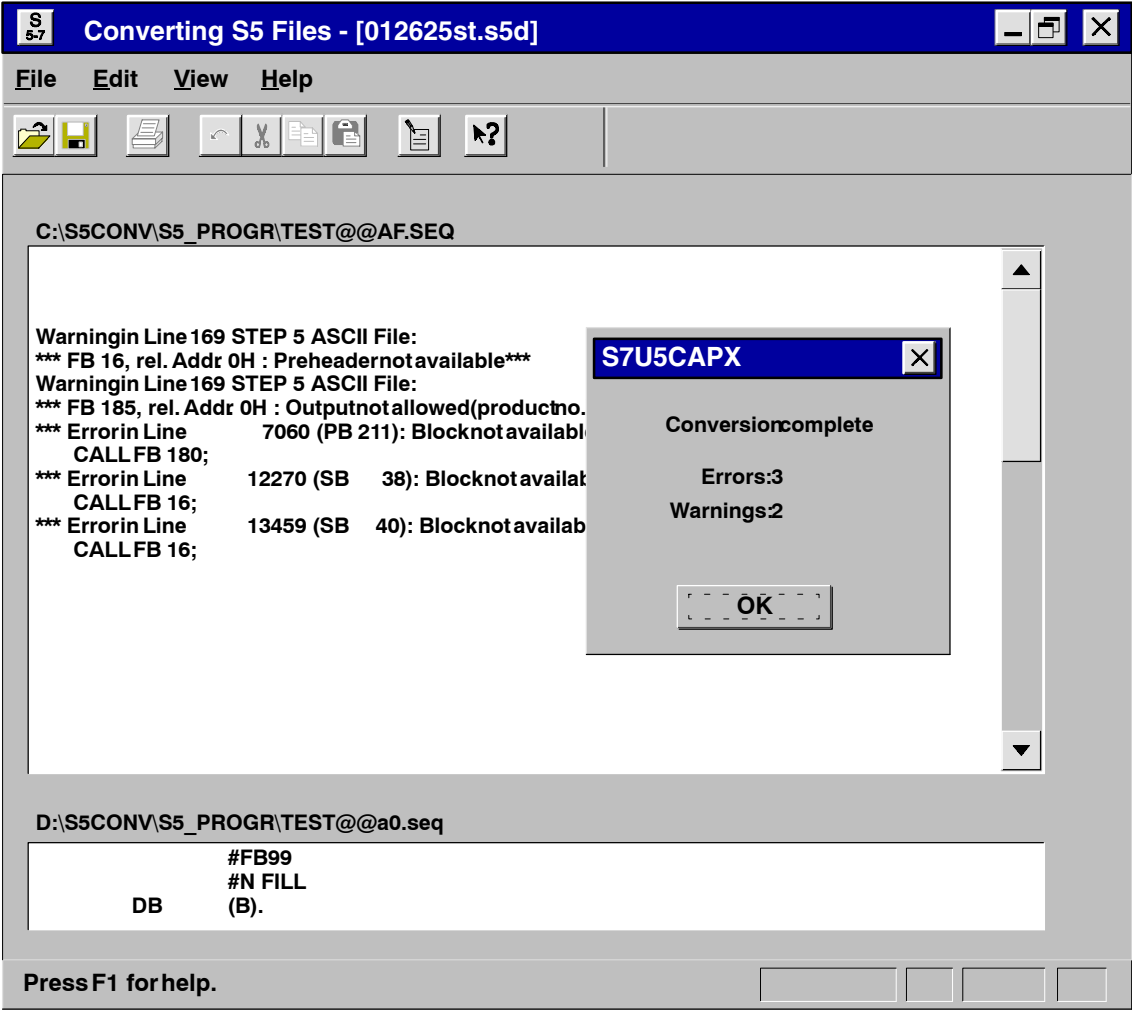 S 5-7 Converting S5 Files - [012625st.s5d]
File Edit View Help
C:\S5CONV\S5_PROGR\TEST@@AF.SEQ
Warningin Line 169 STEP 5 ASCII File:
*** FB 16, rel. Addr. 0H : Preheadernot available***
Warningin Line 169 STEP 5 ASCII File:
*** FB 185, rel. Addr. 0H : Outputnot allowed(productno.
*** Errorin Line 7060 (PB 211): Blocknot availabl
CALL FB 180;
*** Errorin Line 12270 (SB 38): Blocknot availab
CALL FB 16;
*** Errorin Line 13459 (SB 40): Blocknot availab
CALL FB 16;
S7U5CAPX
Conversioncomplete
Errors:3
Warnings:2
OK
D:\S5CONV\S5_PROGR\TEST@@a0.seq
#FB99
#N FILL
DB (B).
Press F1 for help.